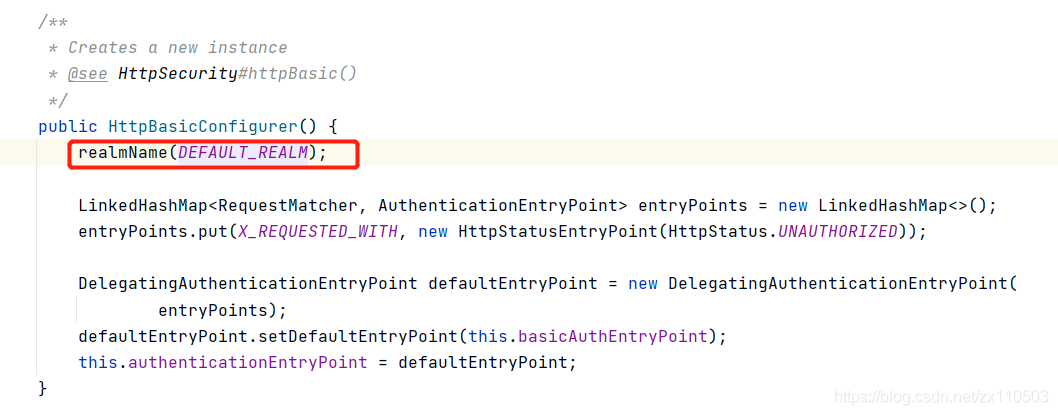 /**
* Creates a new instance
* @see HttpSecurity#httpBasic()
*/
public HttpBasicConfigurer() {
realmName(DEFAULT_REALM);
LinkedHashMap<RequestMatcher, AuthenticationEntryPoint> entryPoints = new LinkedHashMap<>();
entryPoints.put(X_REQUESTED_WITH, new HttpStatusEntryPoint(HttpStatus.UNAUTHORIZED));
DelegatingAuthenticationEntryPoint defaultEntryPoint = new DelegatingAuthenticationEntryPoint(
entryPoints);
defaultEntryPoint.setDefaultEntryPoint(this.basicAuthEntryPoint);
this.authenticationEntryPoint = defaultEntryPoint;
}
https://blog.csdn.net/zx110503